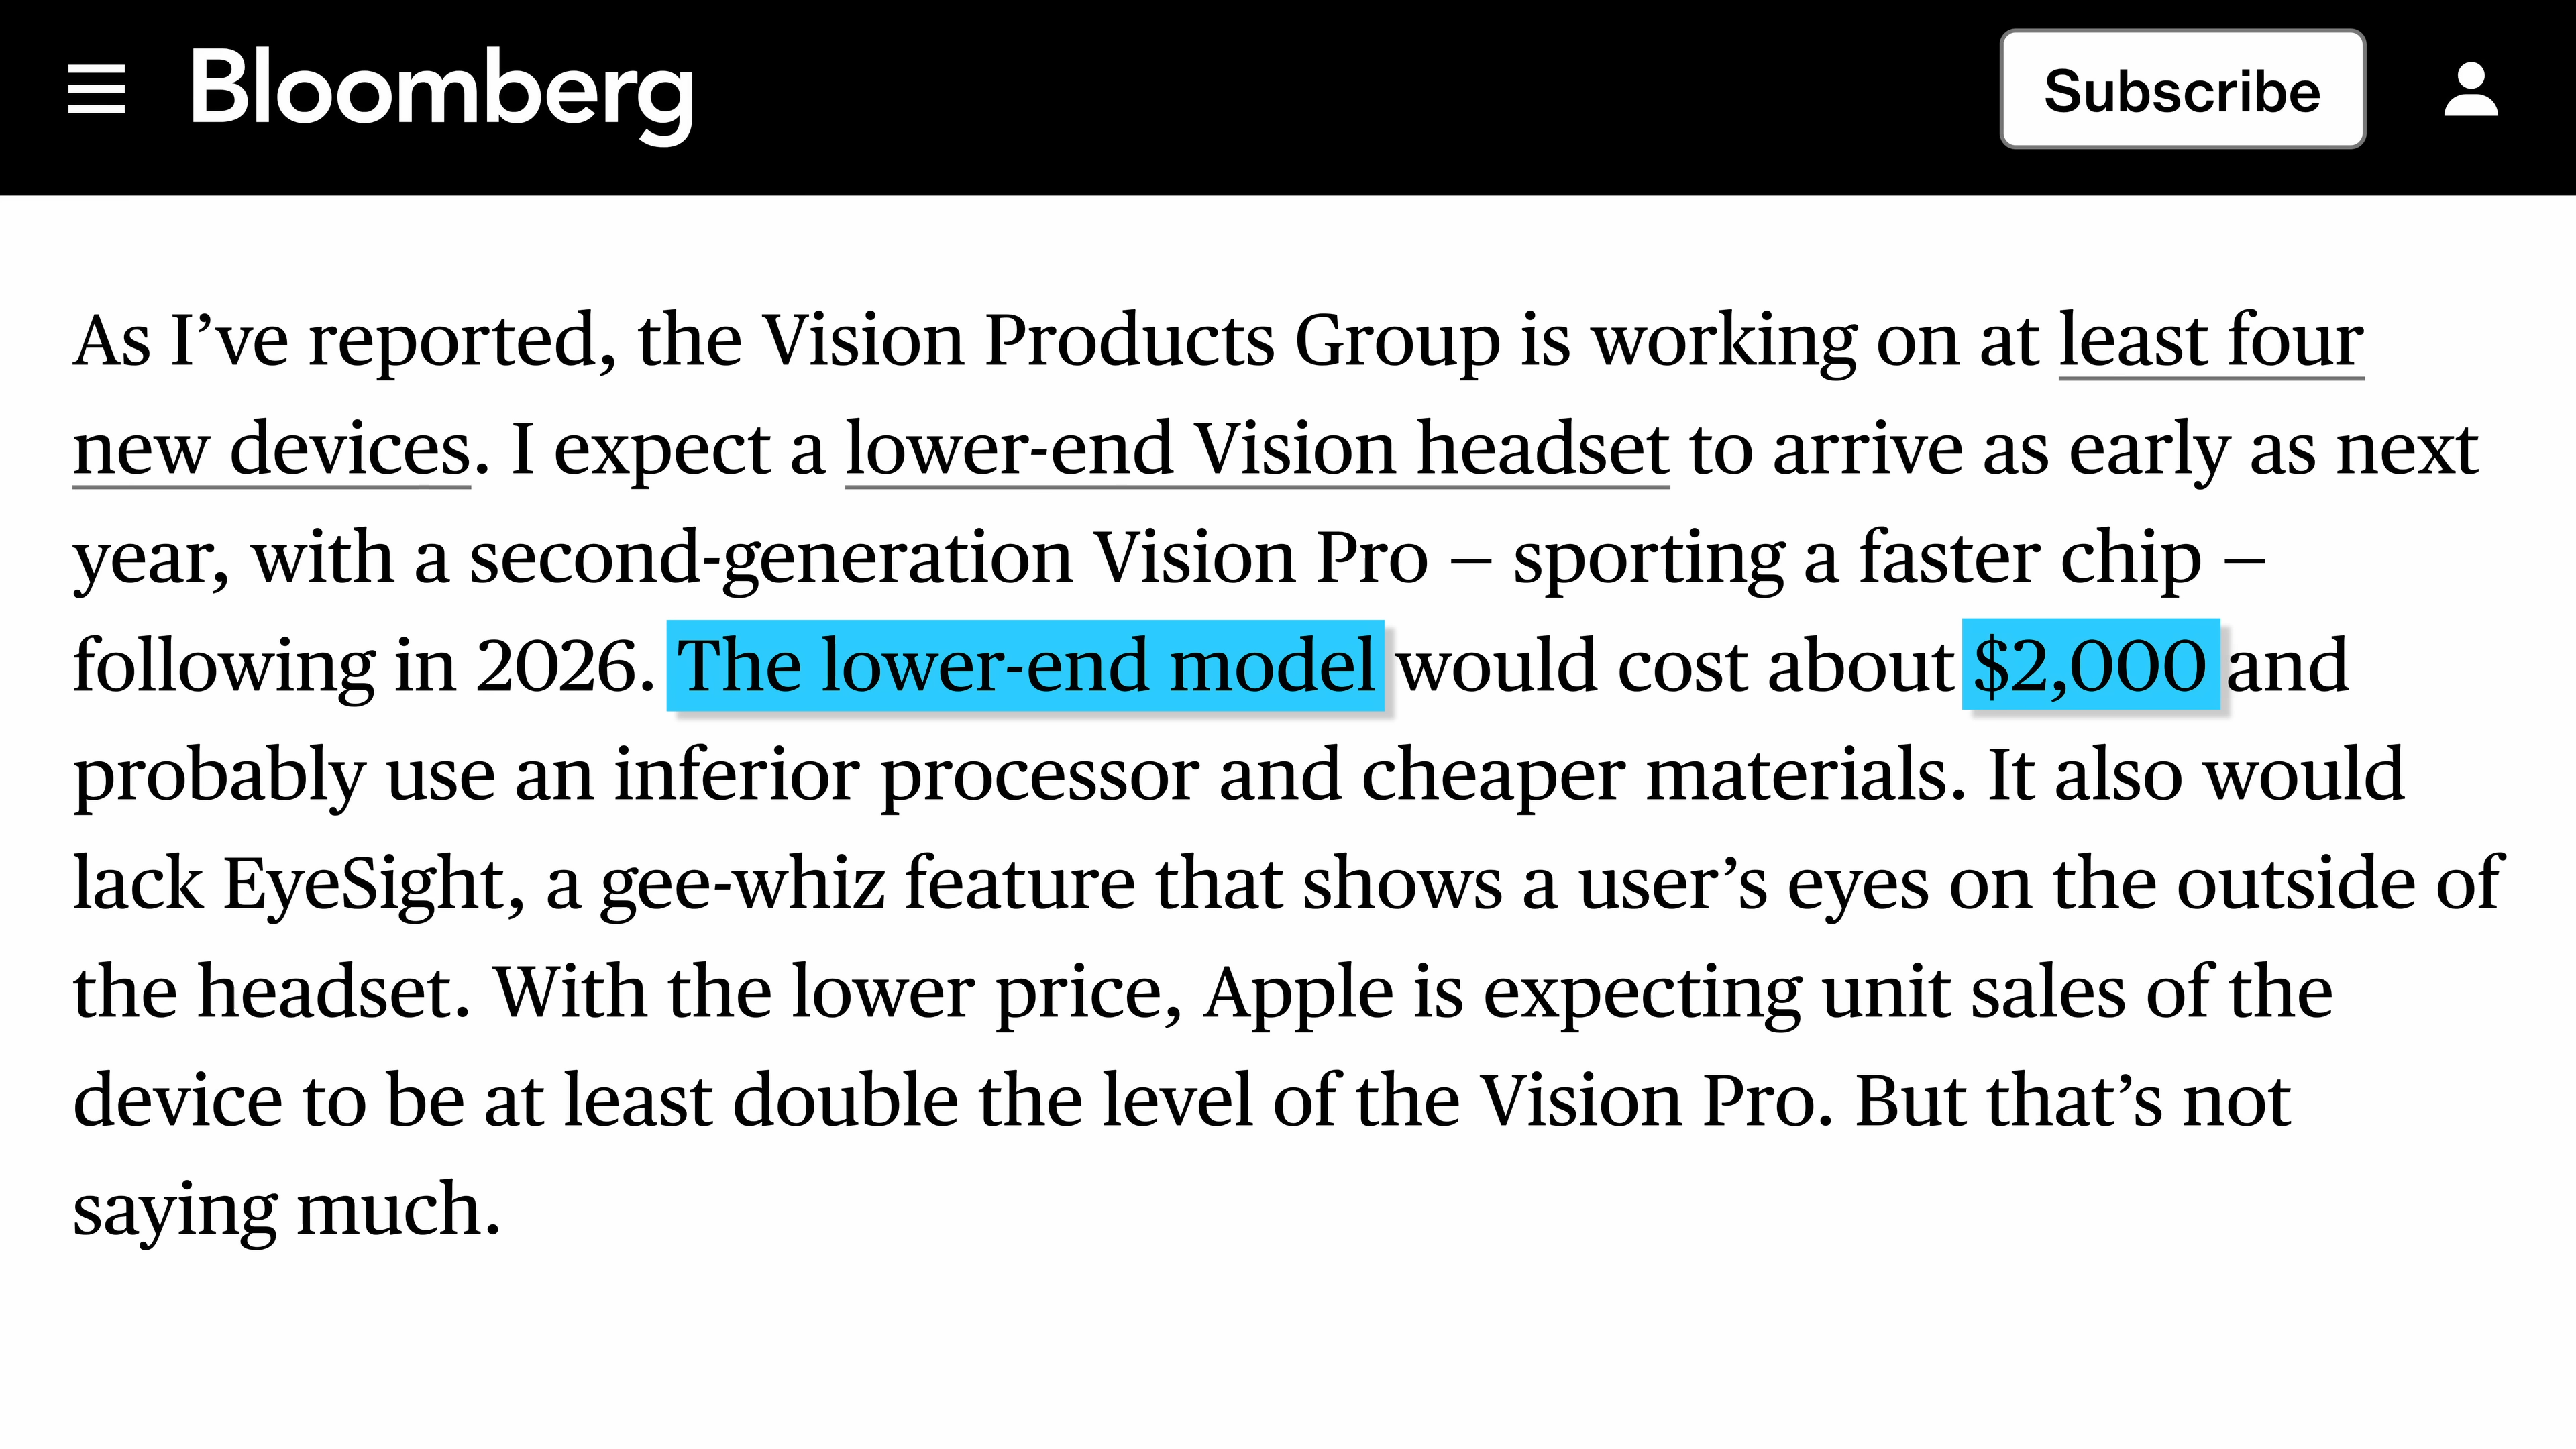 Bloomberg
Subscribe
As I’ve reported, the Vision Products Group is working on at least four
new devices. I expect a lower-end Vision headset to arrive as early as next
year, with a second-generation Vision Pro – sporting a faster chip –
following in 2026. The lower-end model would cost about $2,000 and
probably use an inferior processor and cheaper materials. It also would
lack EyeSight, a gee-whiz feature that shows a user’s eyes on the outside of
the headset. With the lower price, Apple is expecting unit sales of the
device to be at least double the level of the Vision Pro. But that’s not
saying much.